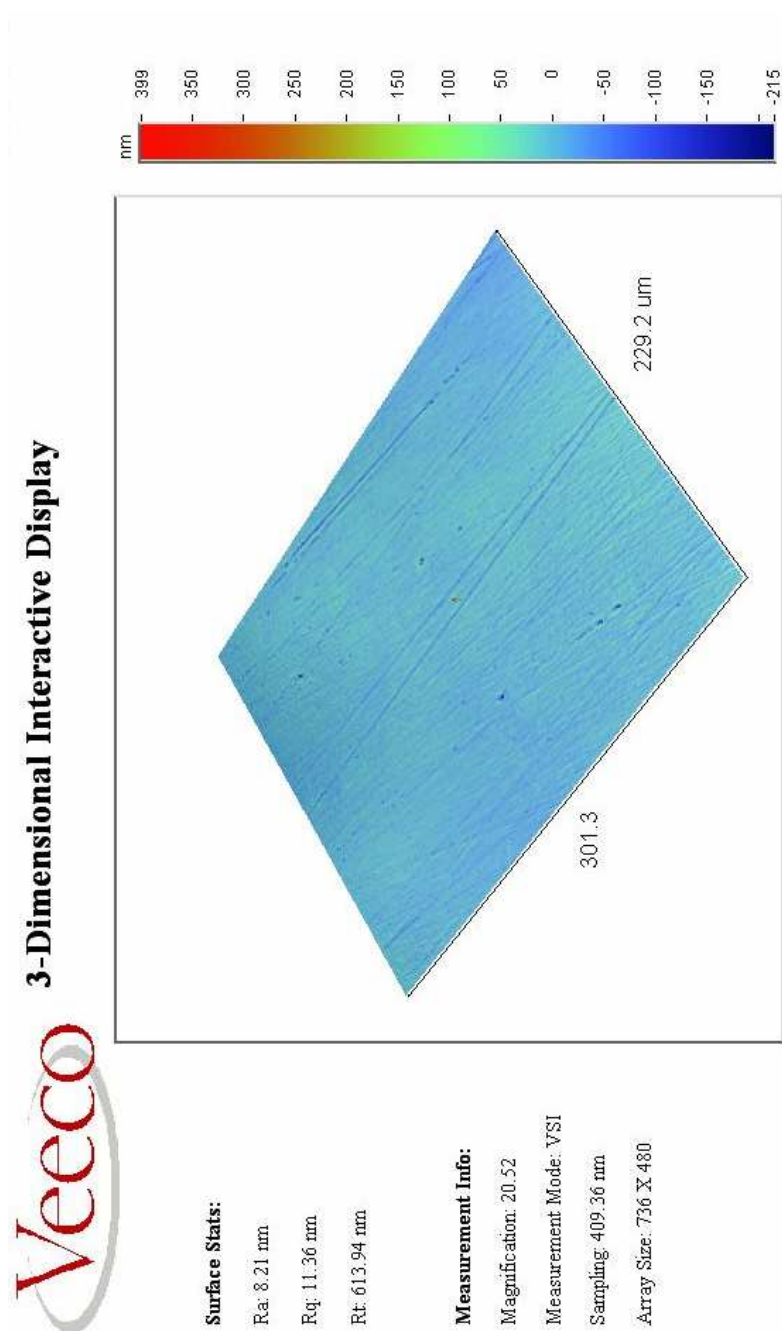 Veeco
3-Dimensional Interactive Display
Surface Stats:
Ra: 8.21 nm
Rq: 11.36 nm
Rt: 613.94 nm
Measurement Info:
Magnification: 20.52
Measurement Mode: VSI
Sampling: 409.36 nm
Array Size: 736 X 480
301.3
229.2 um
nm
399
350
300
250
200
150
100
50
0
-50
-100
-150
-215